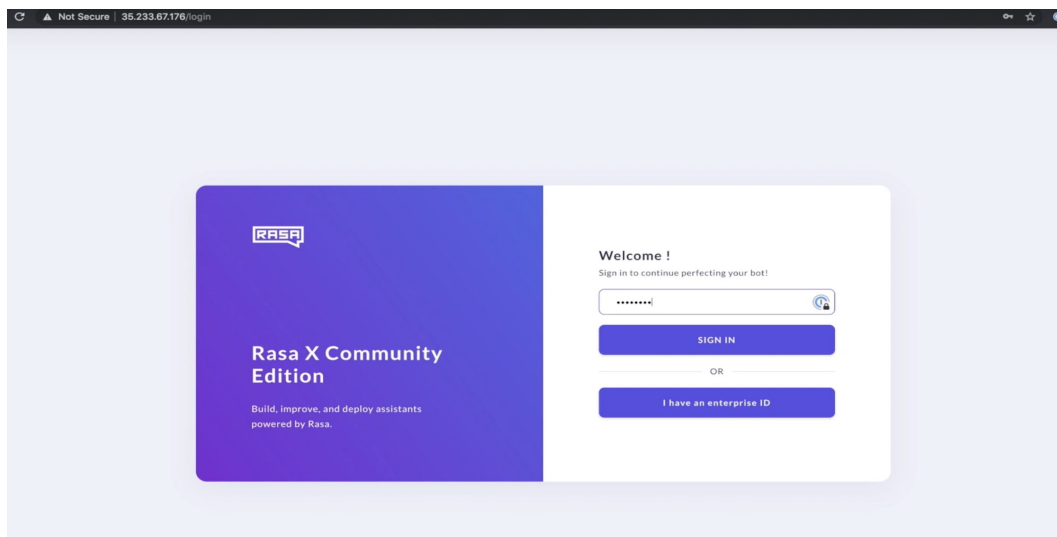 Not Secure | 35.233.67.176/login
RASA
Welcome !
Sign in to continue perfecting your bot!
••••••••
SIGN IN
Rasa X Community
Edition
OR
I have an enterprise ID
Build, improve, and deploy assistants
powered by Rasa.